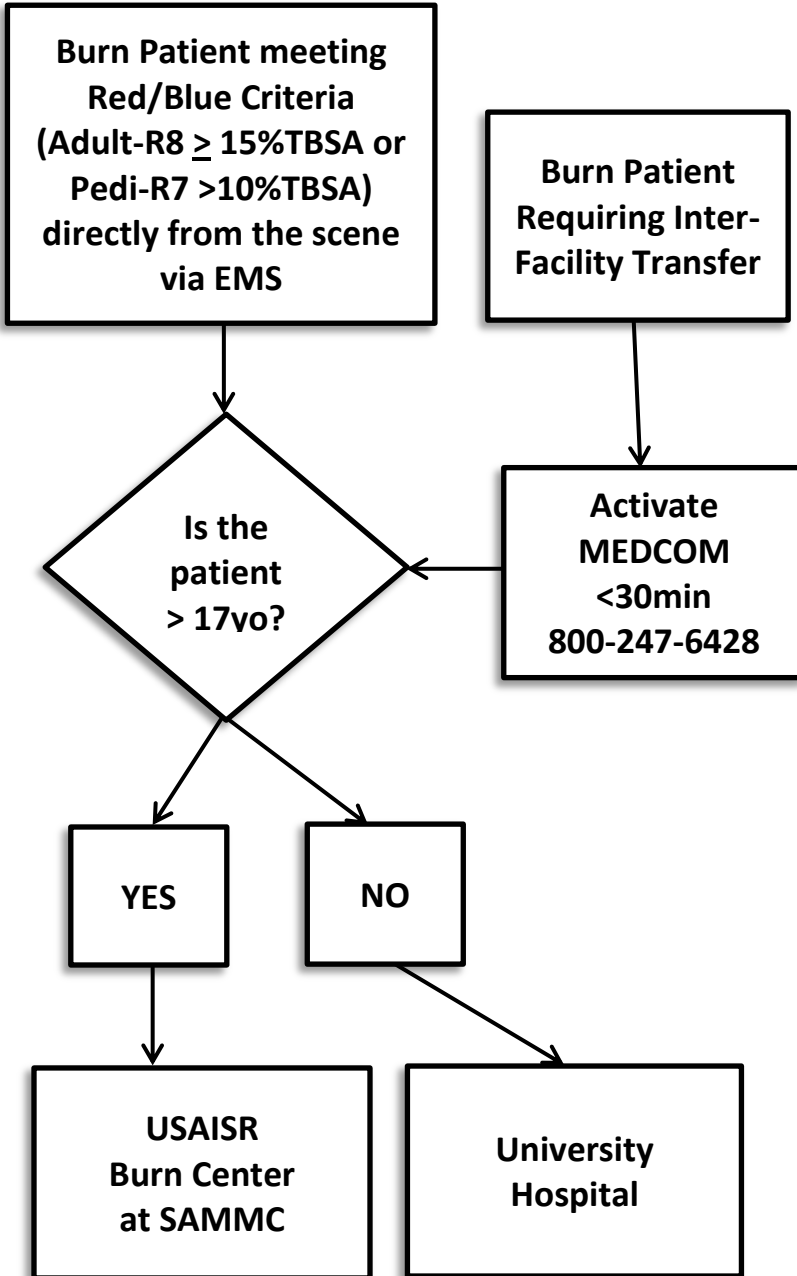 Burn Patient meeting
Red/Blue Criteria
(Adult-R8 ≥ 15%TBSA or
Pedi-R7 >10%TBSA)
directly from the scene
via EMS
Burn Patient
Requiring Inter-
Facility Transfer
Activate
MEDCOM
<30min
800-247-6428
Is the
patient
> 17yo?
YES
NO
USAISR
Burn Center
at SAMMC
University
Hospital